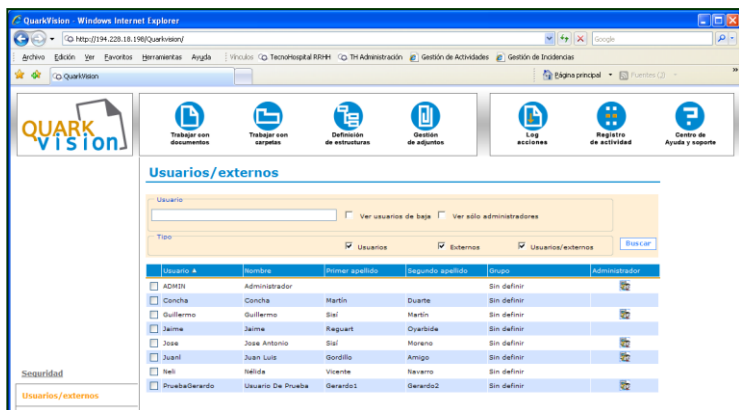 QuarkVision - Windows Internet Explorer
http://194.228.18.198/Quarkvision/
Google
Archivo Edición Ver Favoritos Herramientas Ayuda Vínculos TecnoHospital RRHH TH Administración Gestión de Actividades Gestión de Incidencias
QuarkVision
Página principal Fuentes (2)
QUARK
vision
Trabajar con
documentos
Trabajar con
carpetas
Definición
de estructuras
Gestión
de adjuntos
Log
acciones
Registro
de actividad
Centro de
Ayuda y soporte
Usuarios/externos
Usuario
Ver usuarios de baja Ver sólo administradores
Tipo
Usuarios Externos Usuarios/externos Buscar
Usuario Nombre Primer apellido Segundo apellido Grupo Administrador
ADMIN Administrador Sin definir
Concha Concha Martín Duarte Sin definir
Guillermo Guillermo Sisí Martín Sin definir
Jaime Jaime Reguart Oyarbide Sin definir
Jose Jose Antonio Sisí Moreno Sin definir
Juanl Juan Luis Gordillo Amigo Sin definir
Neli Nélida Vicente Navarro Sin definir
PruebaGerardo Usuario De Prueba Gerardo1 Gerardo2 Sin definir
Seguridad
Usuarios/externos